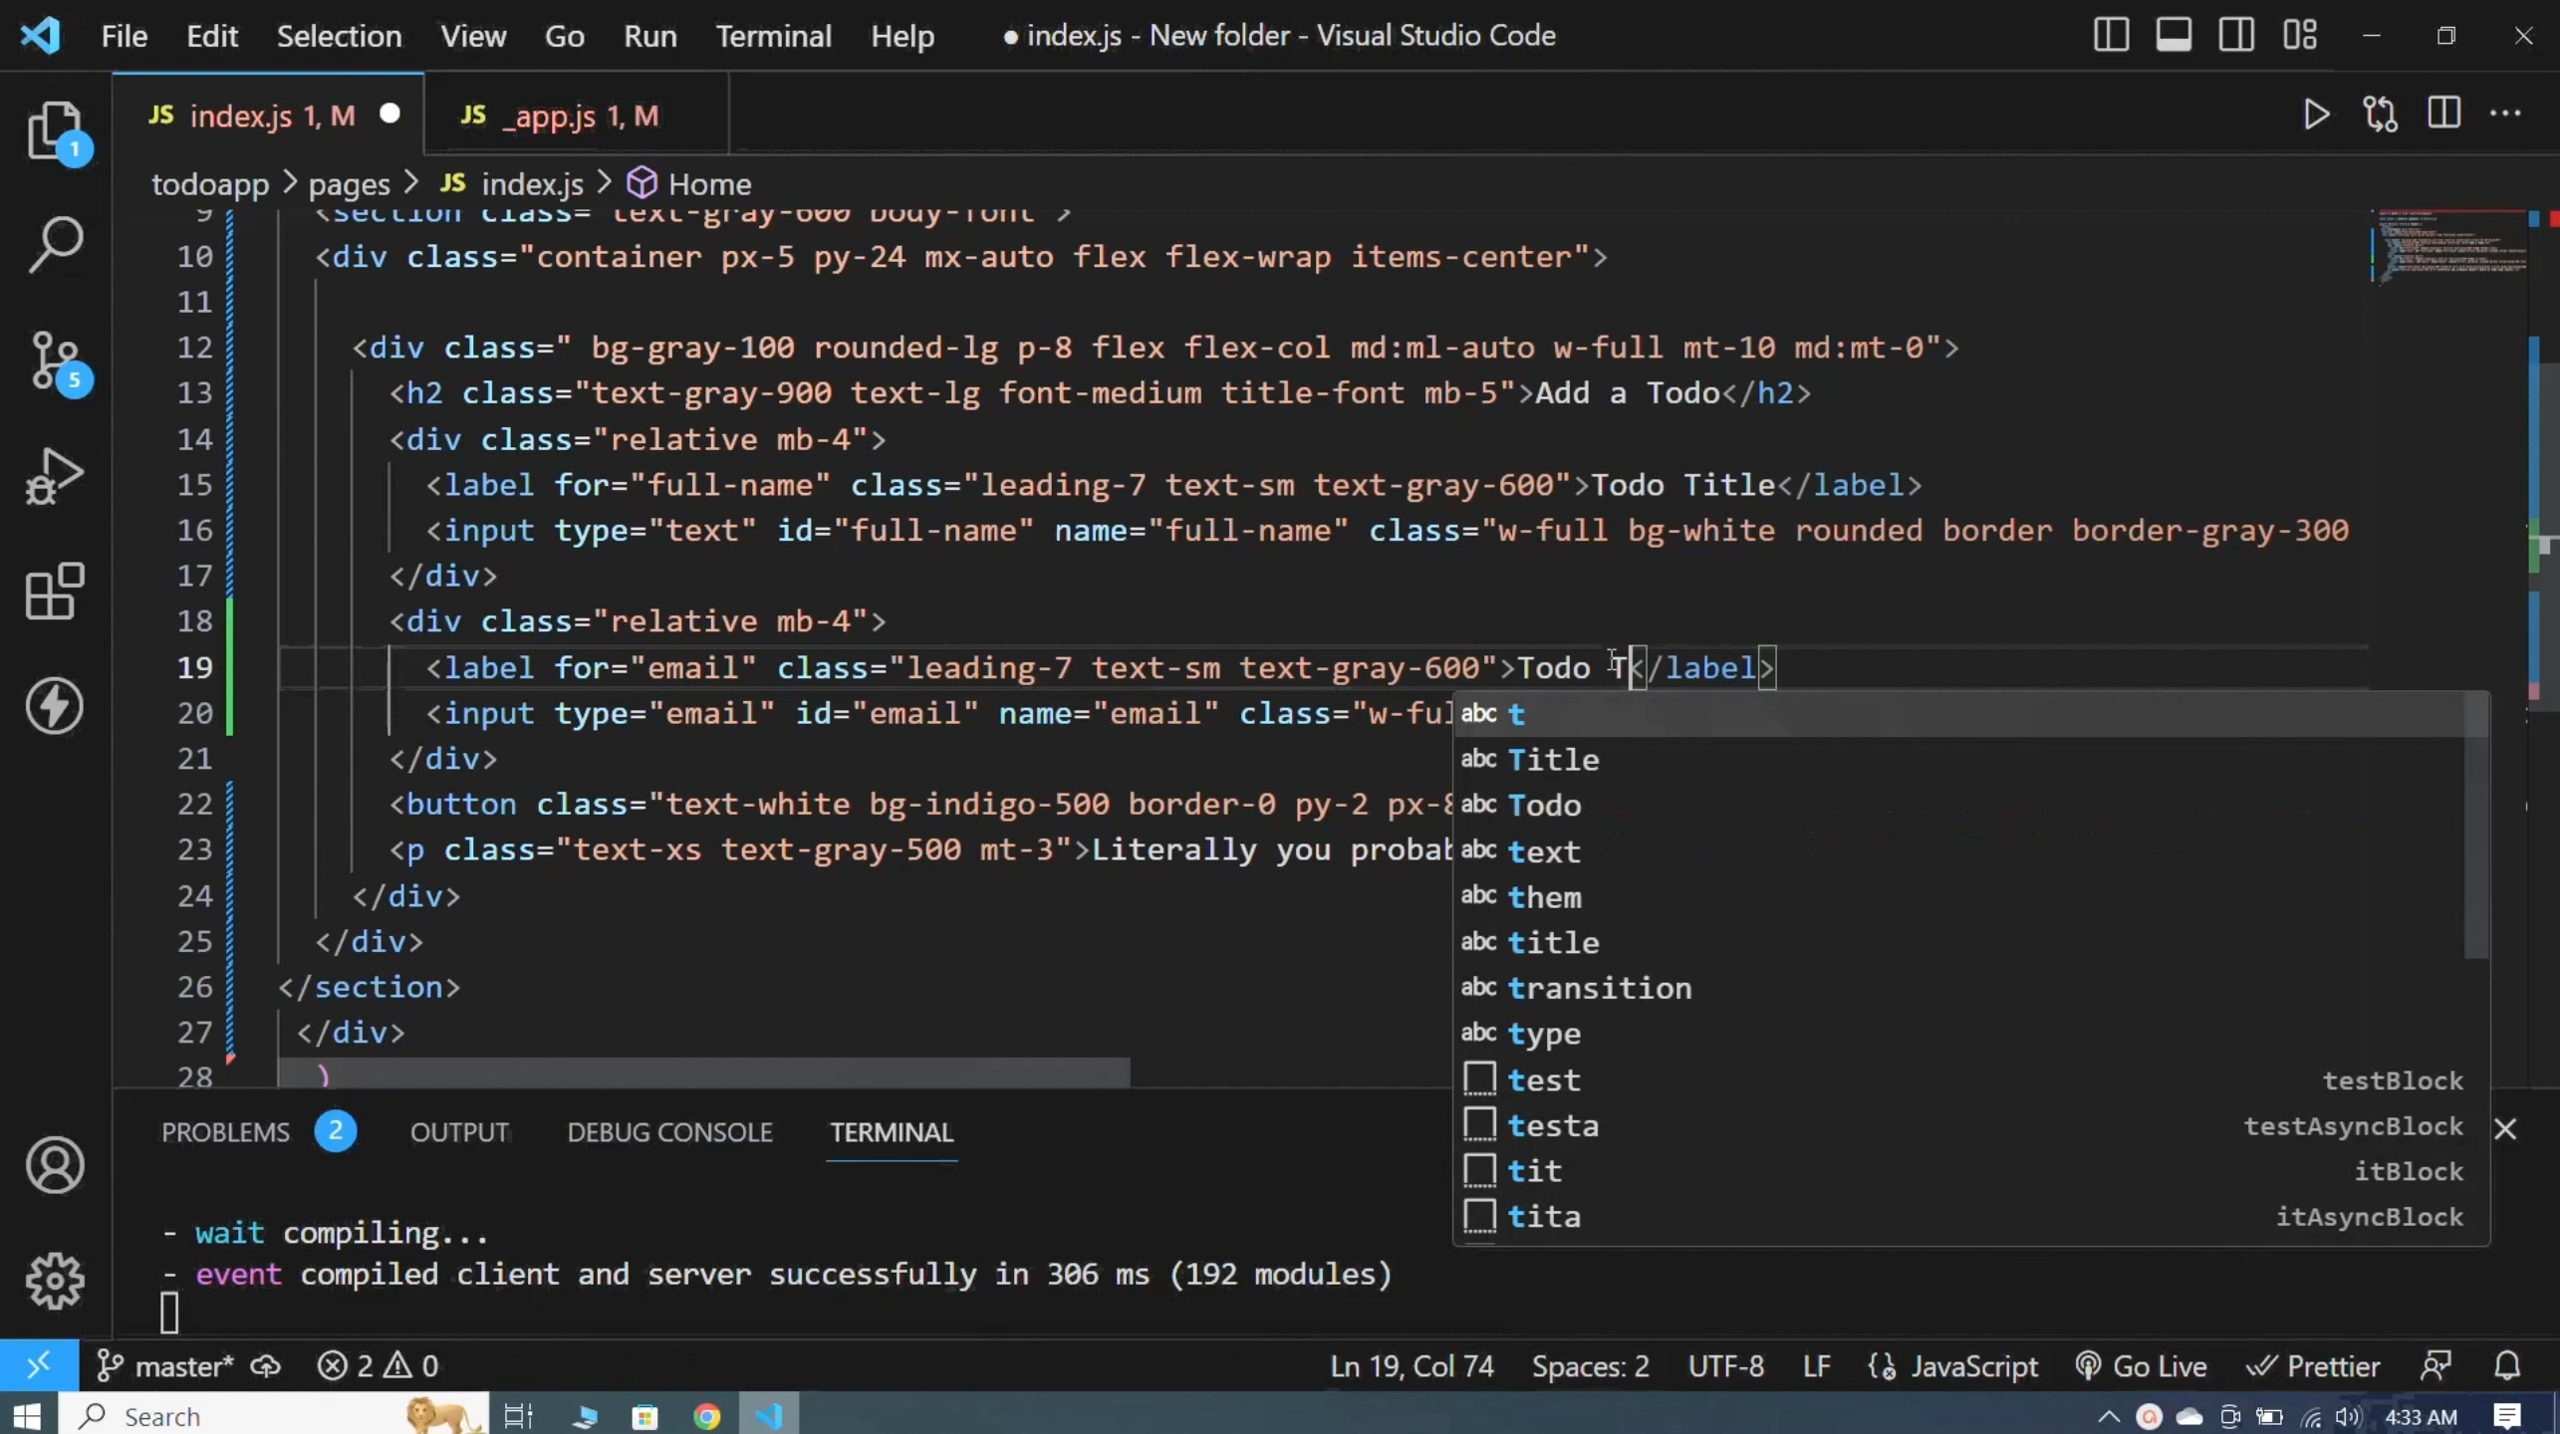 File Edit Selection View Go Run Terminal Help ● index.js - New folder - Visual Studio Code
JS index.js 1, M ● JS _app.js 1, M
todoapp > pages > JS index.js > Home
9 <section class="text-gray-600 body-font">
10 <div class="container px-5 py-24 mx-auto flex flex-wrap items-center">
11
12 <div class=" bg-gray-100 rounded-lg p-8 flex flex-col md:ml-auto w-full mt-10 md:mt-0">
13 <h2 class="text-gray-900 text-lg font-medium title-font mb-5">Add a Todo</h2>
14 <div class="relative mb-4">
15 <label for="full-name" class="leading-7 text-sm text-gray-600">Todo Title</label>
16 <input type="text" id="full-name" name="full-name" class="w-full bg-white rounded border border-gray-300
17 </div>
18 <div class="relative mb-4">
19 <label for="email" class="leading-7 text-sm text-gray-600">Todo T</label>
20 <input type="email" id="email" name="email" class="w-ful
21 </div>
22 <button class="text-white bg-indigo-500 border-0 py-2 px-8
23 <p class="text-xs text-gray-500 mt-3">Literally you probab
24 </div>
25 </div>
26 </section>
27 </div>
28 )
abc t
abc Title
abc Todo
abc text
abc them
abc title
abc transition
abc type
test testBlock
testa testAsyncBlock
tit itBlock
tita itAsyncBlock
1
5
PROBLEMS 2 OUTPUT DEBUG CONSOLE TERMINAL
- wait compiling...
- event compiled client and server successfully in 306 ms (192 modules)
master* 2 0 Ln 19, Col 74 Spaces: 2 UTF-8 LF {} JavaScript Go Live Prettier
Search 4:33 AM